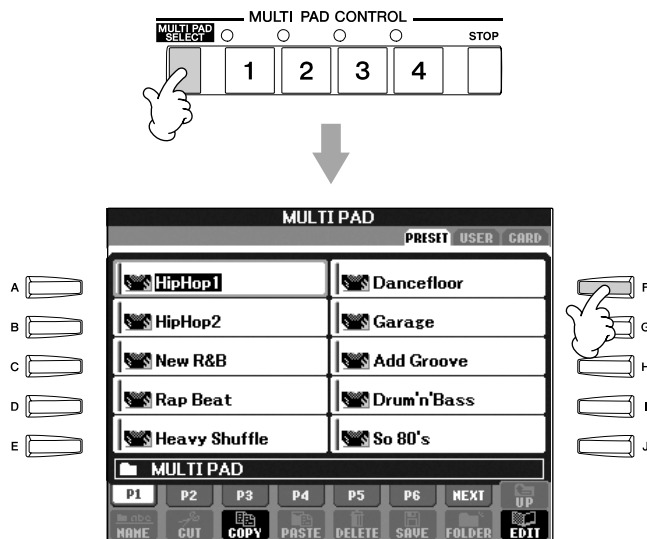 MULTI PAD CONTROL
MULTI PAD SELECT
STOP
1 2 3 4
MULTI PAD
PRESET USER CARD
A HipHop1 Dancefloor F
B HipHop2 Garage G
C New R&B Add Groove H
D Rap Beat Drum'n'Bass I
E Heavy Shuffle So 80's J
MULTI PAD
P1 P2 P3 P4 P5 P6 NEXT UP
NAME CUT COPY PASTE DELETE SAVE FOLDER EDIT